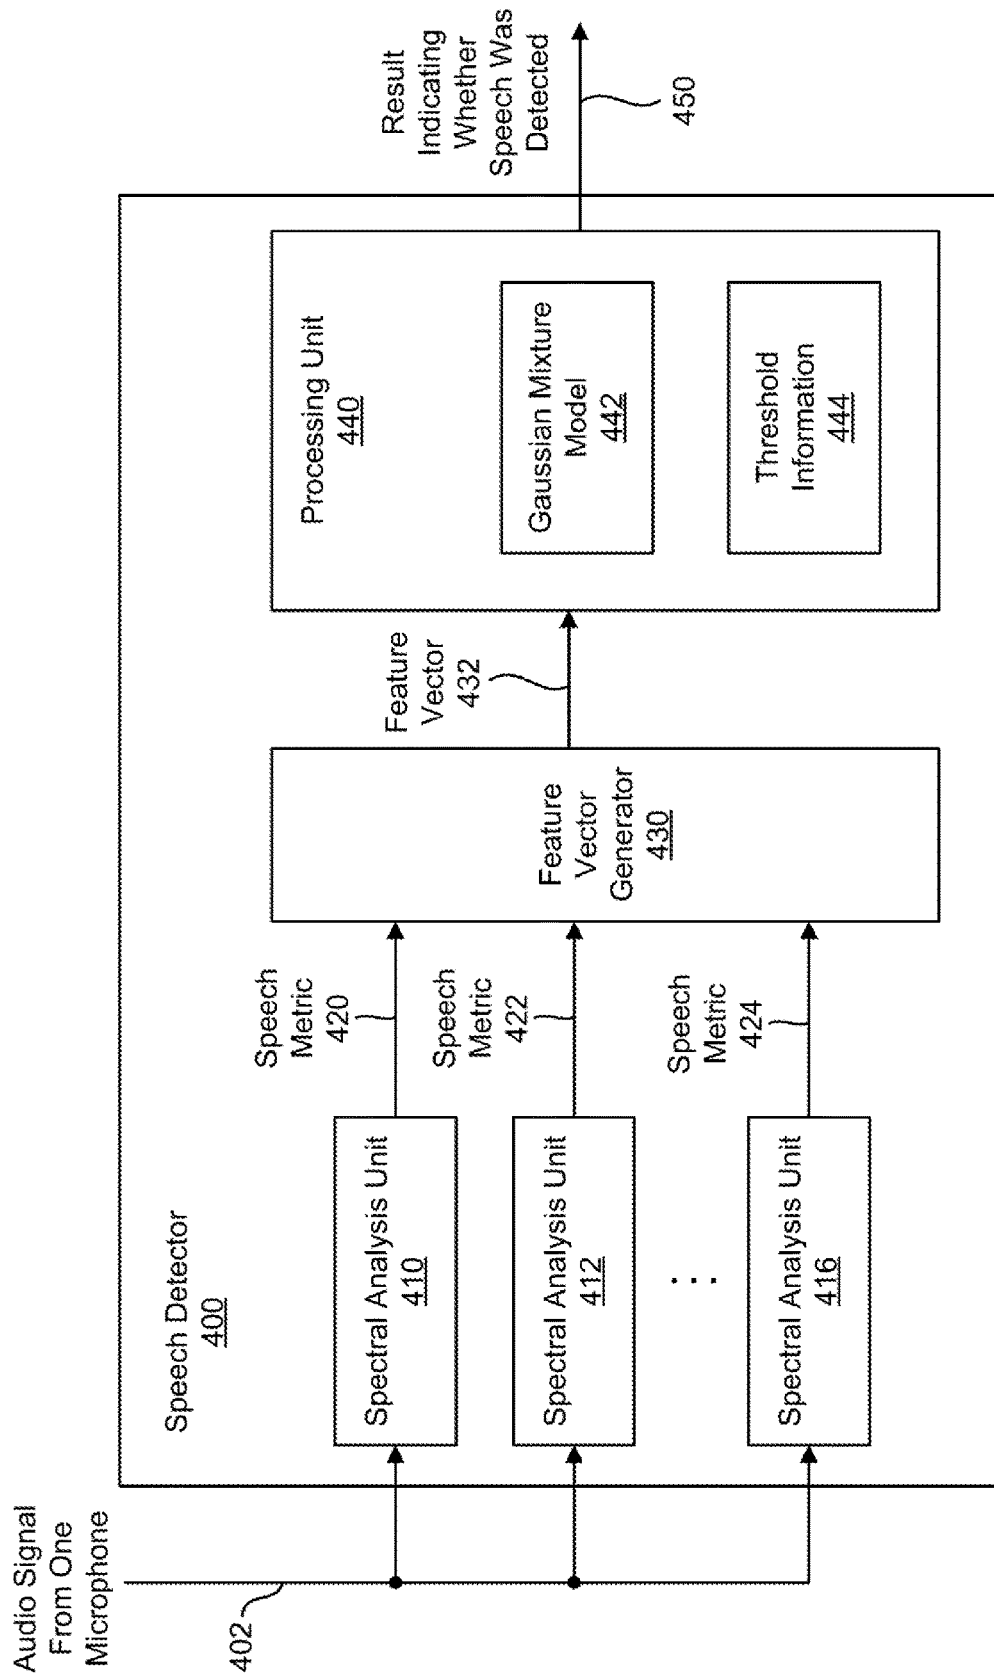 Audio Signal
From One
Microphone
402
Speech Detector
400
Spectral Analysis Unit
410
Spectral Analysis Unit
412
. . .
Spectral Analysis Unit
416
Speech
Metric
420
Speech
Metric
422
Speech
Metric
424
Feature
Vector
Generator
430
Feature
Vector
432
Processing Unit
440
Gaussian Mixture
Model
442
Threshold
Information
444
Result
Indicating
Whether
Speech Was
Detected
450